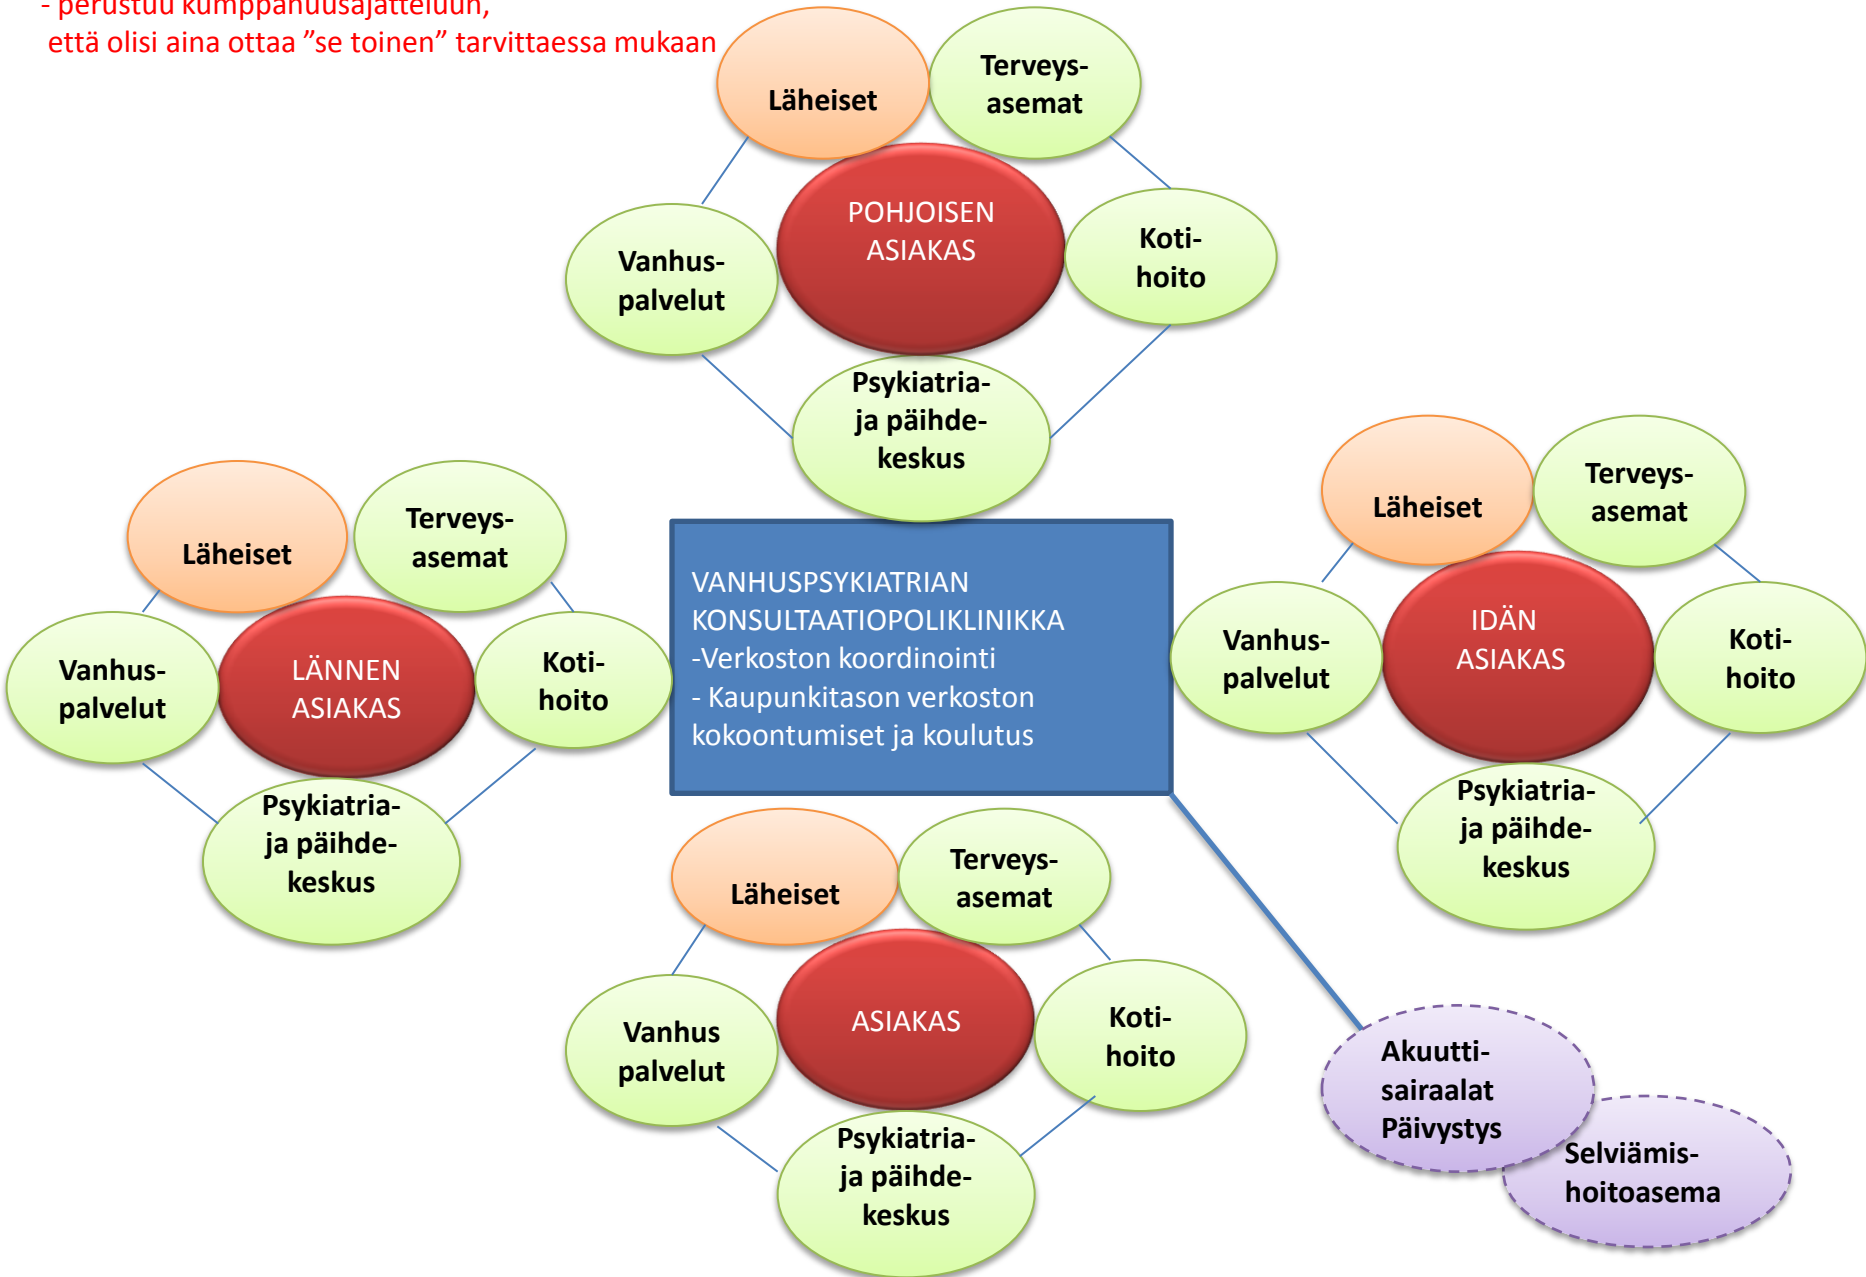 - perustuu kumppanuusajatteluun,
että olisi aina ottaa ”se toinen” tarvittaessa mukaan
Läheiset
Terveys-
asemat
POHJOISEN
ASIAKAS
Vanhus-
palvelut
Koti-
hoito
Psykiatria-
ja päihde-
keskus
Läheiset
Terveys-
asemat
LÄNNEN
ASIAKAS
Vanhus-
palvelut
Koti-
hoito
Psykiatria-
ja päihde-
keskus
VANHUSPSYKIATRIAN
KONSULTAATIOPOLIKLINIKKA
-Verkoston koordinointi
- Kaupunkitason verkoston
kokoontumiset ja koulutus
Läheiset
Terveys-
asemat
IDÄN
ASIAKAS
Vanhus-
palvelut
Koti-
hoito
Psykiatria-
ja päihde-
keskus
Läheiset
Terveys-
asemat
ASIAKAS
Vanhus
palvelut
Koti-
hoito
Psykiatria-
ja päihde-
keskus
Akuutti-
sairaalat
Päivystys
Selviämis-
hoitoasema